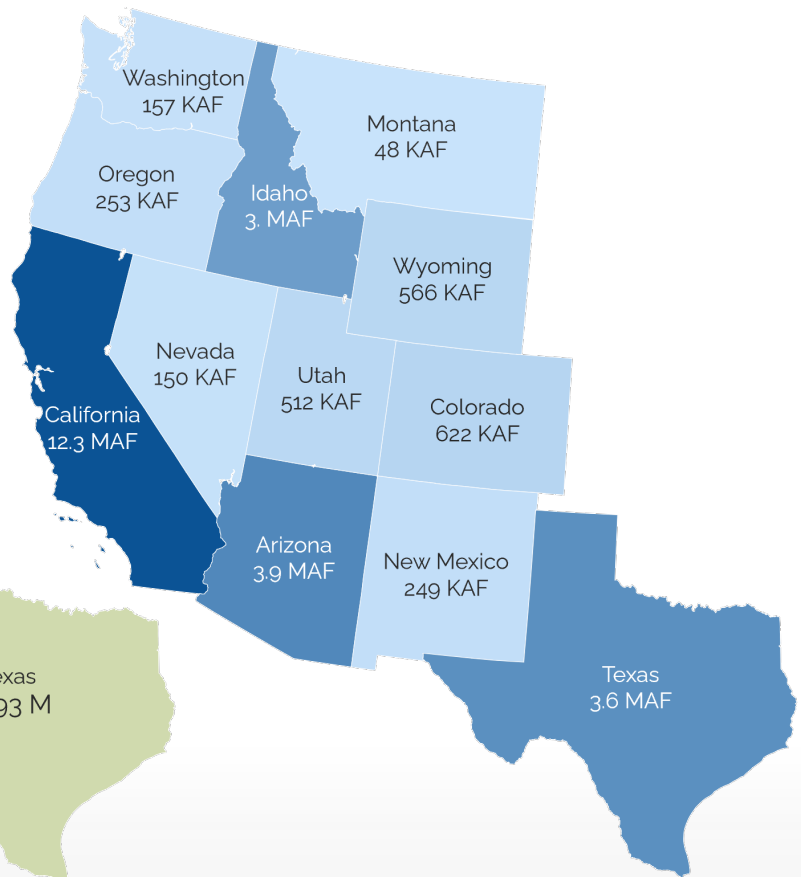 Washington
157 KAF
Montana
48 KAF
Oregon
253 KAF
Idaho
3. MAF
Wyoming
566 KAF
Nevada
150 KAF
Utah
512 KAF
Colorado
622 KAF
California
12.3 MAF
Arizona
3.9 MAF
New Mexico
249 KAF
Texas
3.6 MAF
exas
93 M